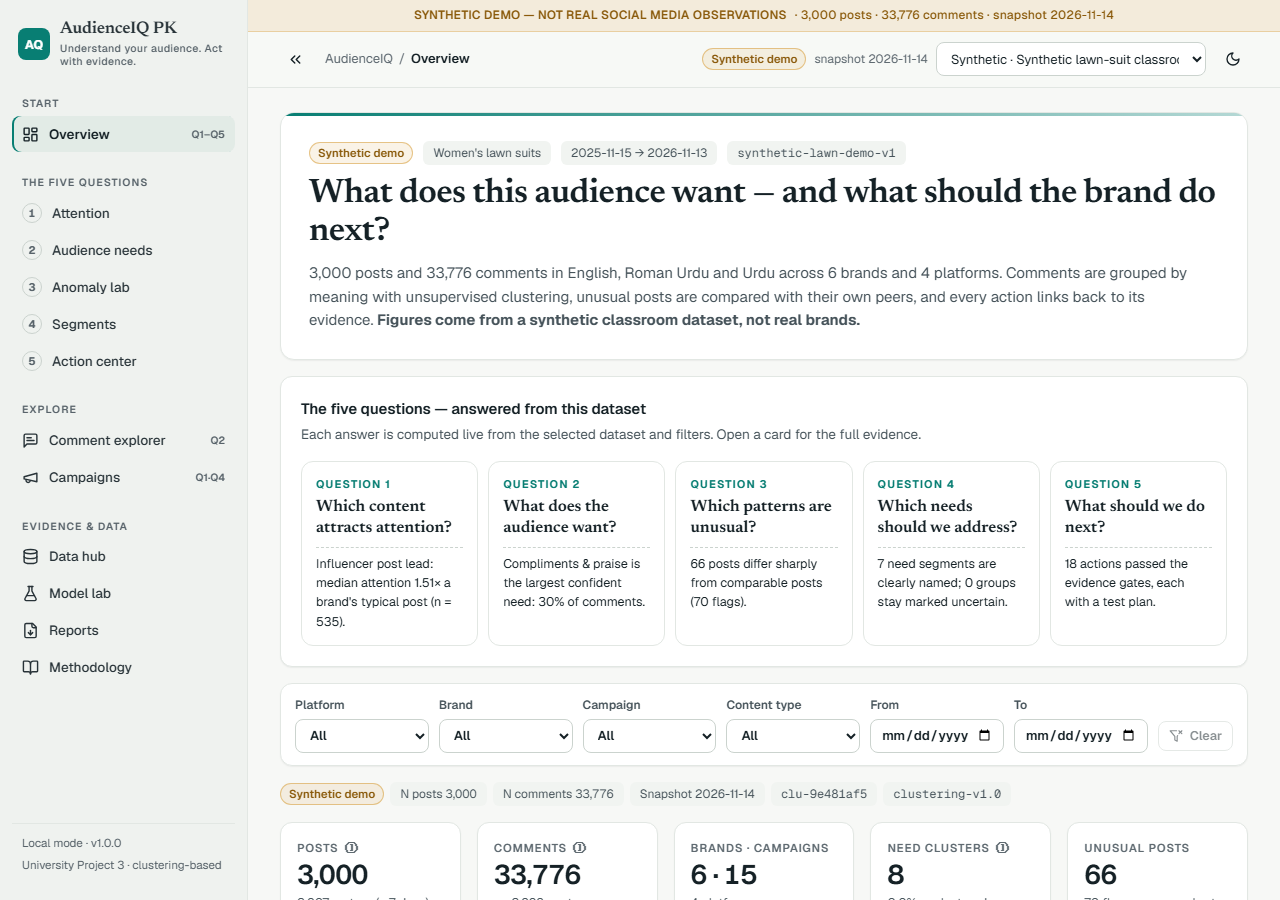 SYNTHETIC DEMO — NOT REAL SOCIAL MEDIA OBSERVATIONS · 3,000 posts · 33,776 comments · snapshot 2026-11-14
AQ
AudienceIQ PK
Understand your audience. Act
with evidence.
START
Overview Q1–Q5
THE FIVE QUESTIONS
1 Attention
2 Audience needs
3 Anomaly lab
4 Segments
5 Action center
EXPLORE
Comment explorer Q2
Campaigns Q1-Q4
EVIDENCE & DATA
Data hub
Model lab
Reports
Methodology
Local mode · v1.0.0
University Project 3 · clustering-based
AudienceIQ / Overview
Synthetic demo snapshot 2026-11-14 Synthetic · Synthetic lawn-suit classroo
Synthetic demo Women's lawn suits 2025-11-15 → 2026-11-13 synthetic-lawn-demo-v1
What does this audience want — and what should the brand do
next?
3,000 posts and 33,776 comments in English, Roman Urdu and Urdu across 6 brands and 4 platforms. Comments are grouped by
meaning with unsupervised clustering, unusual posts are compared with their own peers, and every action links back to its
evidence. Figures come from a synthetic classroom dataset, not real brands.
The five questions — answered from this dataset
Each answer is computed live from the selected dataset and filters. Open a card for the full evidence.
QUESTION 1
Which content
attracts attention?
Influencer post lead:
median attention 1.51× a
brand's typical post (n =
535).
QUESTION 2
What does the
audience want?
Compliments & praise is
the largest confident
need: 30% of comments.
QUESTION 3
Which patterns are
unusual?
66 posts differ sharply
from comparable posts
(70 flags).
QUESTION 4
Which needs
should we address?
7 need segments are
clearly named; 0 groups
stay marked uncertain.
QUESTION 5
What should we do
next?
18 actions passed the
evidence gates, each
with a test plan.
Platform Brand Campaign Content type From To
All All All All mm/dd/yyyy mm/dd/yyyy Clear
Synthetic demo N posts 3,000 N comments 33,776 Snapshot 2026-11-14 clu-9e481af5 clustering-v1.0
POSTS
3,000
COMMENTS
33,776
BRANDS · CAMPAIGNS
6 · 15
NEED CLUSTERS
8
UNUSUAL POSTS
66